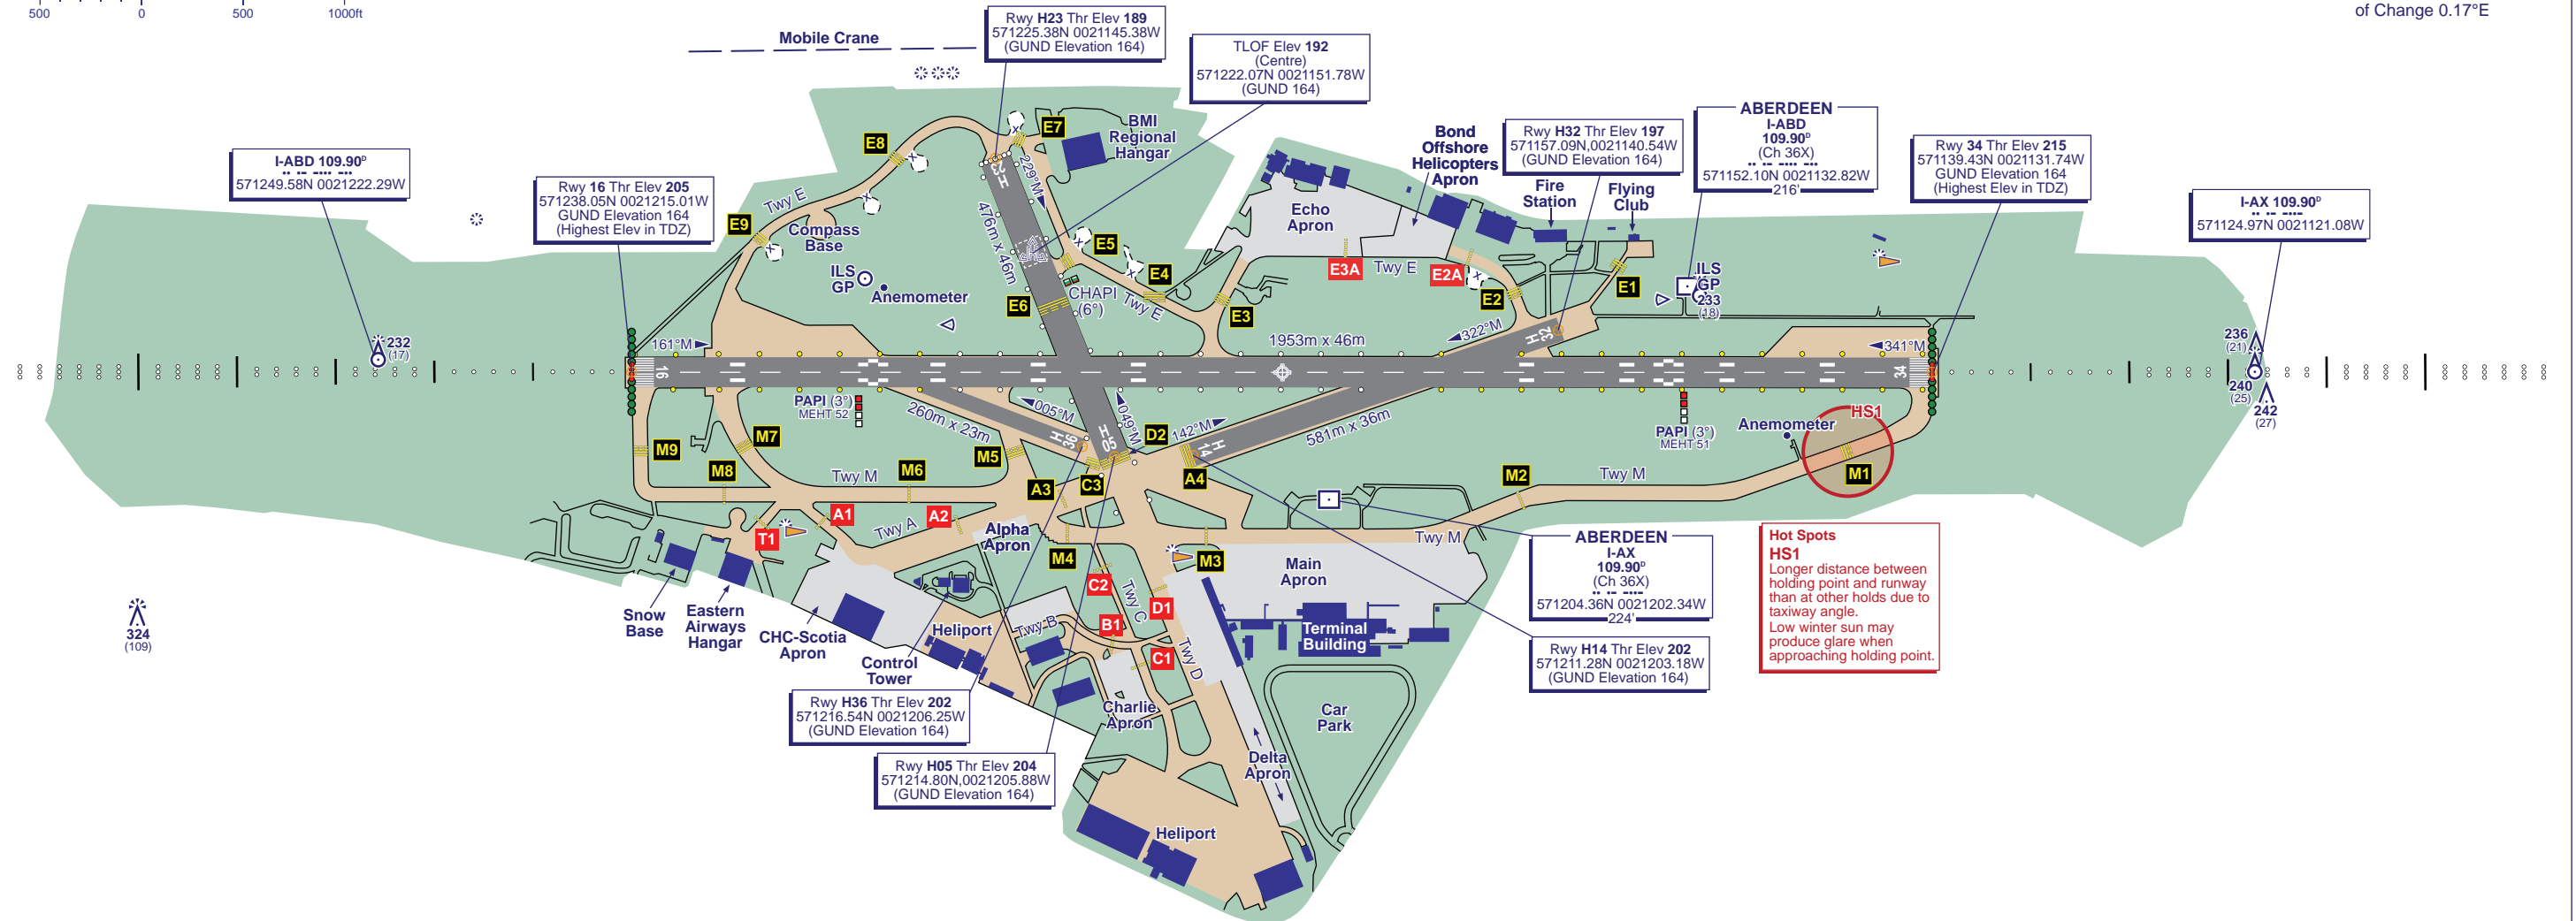 500
0
500
1000ft
of Change 0.17°E
Mobile Crane
Rwy H23 Thr Elev 189
571225.38N 0021145.38W
(GUND Elevation 164)
TLOF Elev 192
(Centre)
571222.07N 0021151.78W
(GUND 164)
I-ABD 109.90ᴰ
571249.58N 0021222.29W
Rwy 16 Thr Elev 205
571238.05N 0021215.01W
GUND Elevation 164
(Highest Elev in TDZ)
E8
E7
BMI
Regional
Hangar
Bond
Offshore
Helicopters
Apron
Rwy H32 Thr Elev 197
571157.09N,0021140.54W
(GUND Elevation 164)
ABERDEEN
I-ABD
109.90ᴰ
(Ch 36X)
571152.10N 0021132.82W
216'
Rwy 34 Thr Elev 215
571139.43N 0021131.74W
GUND Elevation 164
(Highest Elev in TDZ)
I-AX 109.90ᴰ
571124.97N 0021121.08W
Fire
Station
Flying
Club
Echo
Apron
Twy E
E9
Compass
Base
H
23
229°M
476m x 46m
E5
E4
E3A
Twy E
E2A
ILS
GP
Anemometer
E6
CHAPI
(6°)
Twy E
E3
E2
E1
ILS
GP
233
(18)
232
(17)
161°M
1953m x 46m
322°M
H
32
341°M
236
(21)
16
34
240
(25)
242
(27)
PAPI (3°)
MEHT 52
260m x 23m
005°M
049°M
H
36
H
05
D2
142°M
H
14
581m x 36m
PAPI (3°)
MEHT 51
Anemometer
HS1
M9
M7
M8
Twy M
M6
M5
A3
C3
A4
M2
Twy M
M1
T1
A1
Twy A
A2
Alpha
Apron
M4
M3
Main
Apron
Twy M
C2
Twy C
D1
B1
Twy B
C1
Twy D
Terminal
Building
ABERDEEN
I-AX
109.90ᴰ
(Ch 36X)
571204.36N 0021202.34W
224'
Hot Spots
HS1
Longer distance between
holding point and runway
than at other holds due to
taxiway angle.
Low winter sun may
produce glare when
approaching holding point.
324
(109)
Snow
Base
Eastern
Airways
Hangar
CHC-Scotia
Apron
Control
Tower
Heliport
Rwy H14 Thr Elev 202
571211.28N 0021203.18W
(GUND Elevation 164)
Rwy H36 Thr Elev 202
571216.54N 0021206.25W
(GUND Elevation 164)
Charlie
Apron
Car
Park
Rwy H05 Thr Elev 204
571214.80N,0021205.88W
(GUND Elevation 164)
Delta
Apron
Heliport